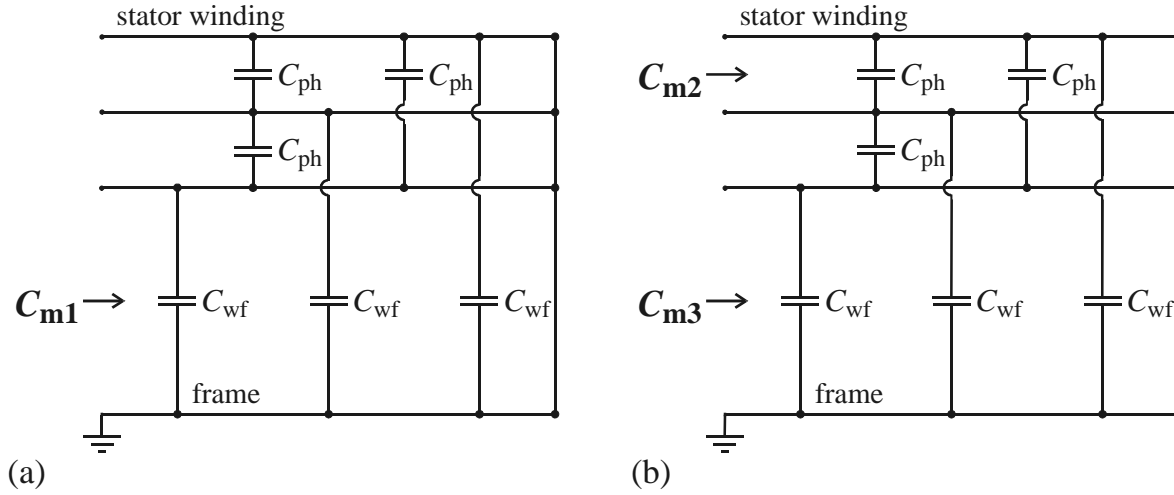 stator winding
C_ph
C_ph
C_ph
C_m1
C_wf
C_wf
C_wf
frame
(a)
stator winding
C_m2
C_ph
C_ph
C_ph
C_m3
C_wf
C_wf
C_wf
frame
(b)